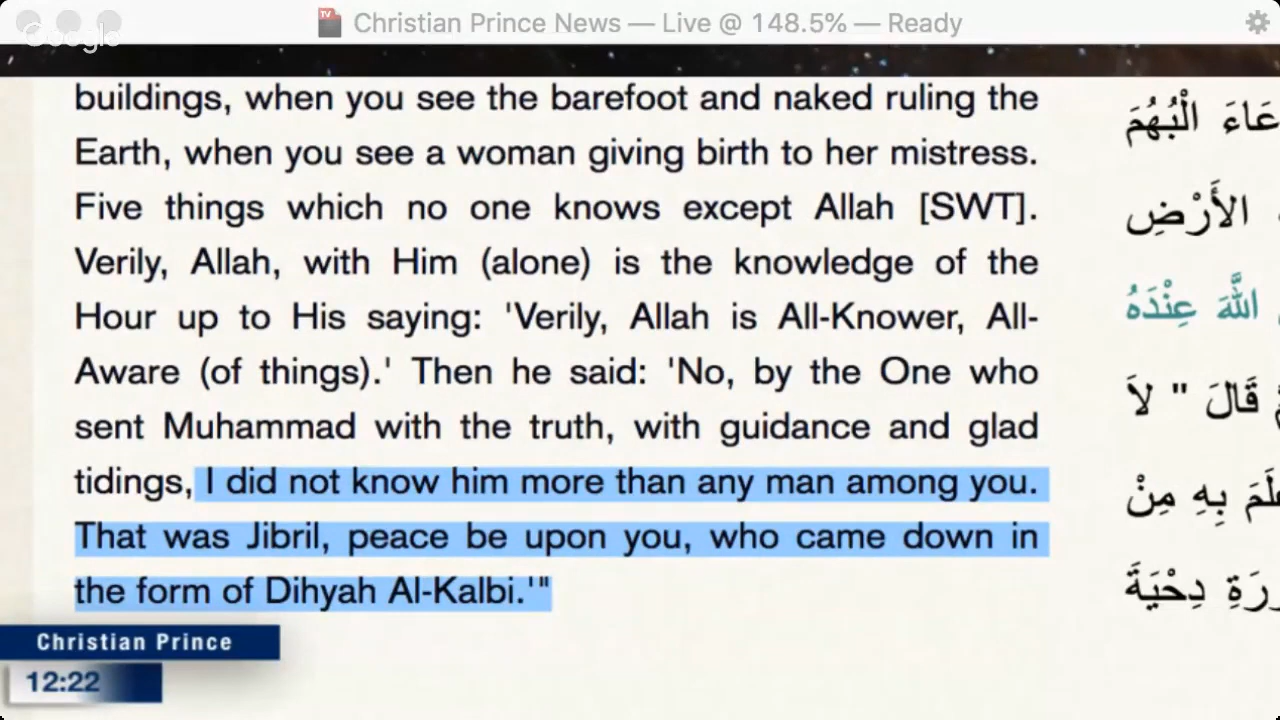 Christian Prince News — Live @ 148.5% — Ready
TV
Google
buildings, when you see the barefoot and naked ruling the
Earth, when you see a woman giving birth to her mistress.
Five things which no one knows except Allah [SWT].
Verily, Allah, with Him (alone) is the knowledge of the
Hour up to His saying: 'Verily, Allah is All-Knower, All-
Aware (of things).' Then he said: 'No, by the One who
sent Muhammad with the truth, with guidance and glad
tidings, I did not know him more than any man among you.
That was Jibril, peace be upon you, who came down in
the form of Dihyah Al-Kalbi.'"
الْبُهُمَ
الأَرْضِ
اللَّهَ عِنْدَهُ
قَالَ " لاَ
بِهِ مِنْ
دِحْيَةَ
Christian Prince
12:22